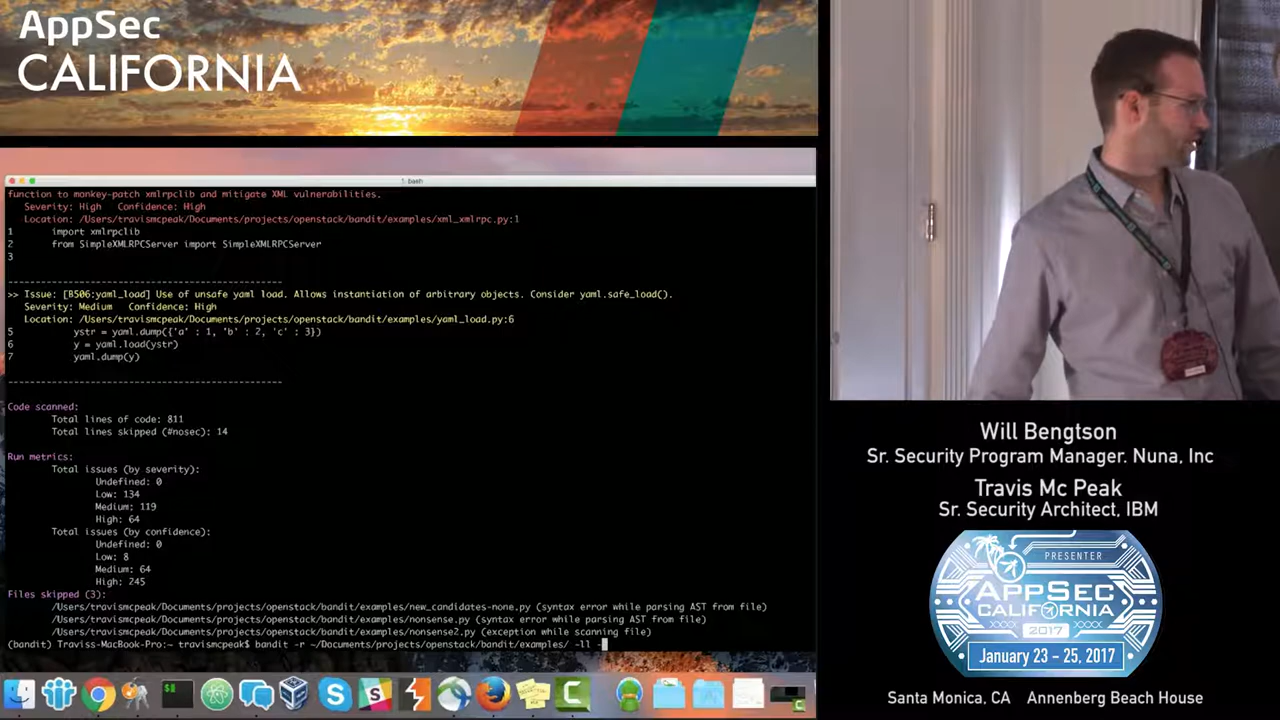 AppSec
CALIFORNIA
1. bash
function to monkey-patch xmlrpclib and mitigate XML vulnerabilities.
Severity: High   Confidence: High
Location: /Users/travismcpeak/Documents/projects/openstack/bandit/examples/xml_xmlrpc.py:1
1       import xmlrpclib
2       from SimpleXMLRPCServer import SimpleXMLRPCServer
3
--------------------------------------------------
>> Issue: [B506:yaml_load] Use of unsafe yaml load. Allows instantiation of arbitrary objects. Consider yaml.safe_load().
Severity: Medium   Confidence: High
Location: /Users/travismcpeak/Documents/projects/openstack/bandit/examples/yaml_load.py:6
5           ystr = yaml.dump({'a' : 1, 'b' : 2, 'c' : 3})
6           y = yaml.load(ystr)
7           yaml.dump(y)
--------------------------------------------------
Code scanned:
Total lines of code: 811
Total lines skipped (#nosec): 14
Run metrics:
Total issues (by severity):
Undefined: 0
Low: 134
Medium: 119
High: 64
Total issues (by confidence):
Undefined: 0
Low: 8
Medium: 64
High: 245
Files skipped (3):
/Users/travismcpeak/Documents/projects/openstack/bandit/examples/new_candidates-none.py (syntax error while parsing AST from file)
/Users/travismcpeak/Documents/projects/openstack/bandit/examples/nonsense.py (syntax error while parsing AST from file)
/Users/travismcpeak/Documents/projects/openstack/bandit/examples/nonsense2.py (exception while scanning file)
(bandit) Traviss-MacBook-Pro:~ travismcpeak$ bandit -r ~/Documents/projects/openstack/bandit/examples/ -ll -
Will Bengtson
Sr. Security Program Manager. Nuna, Inc
Travis Mc Peak
Sr. Security Architect, IBM
PRESENTER
APPSEC
CALIFORNIA
2017
January 23 - 25, 2017
Santa Monica, CA   Annenberg Beach House